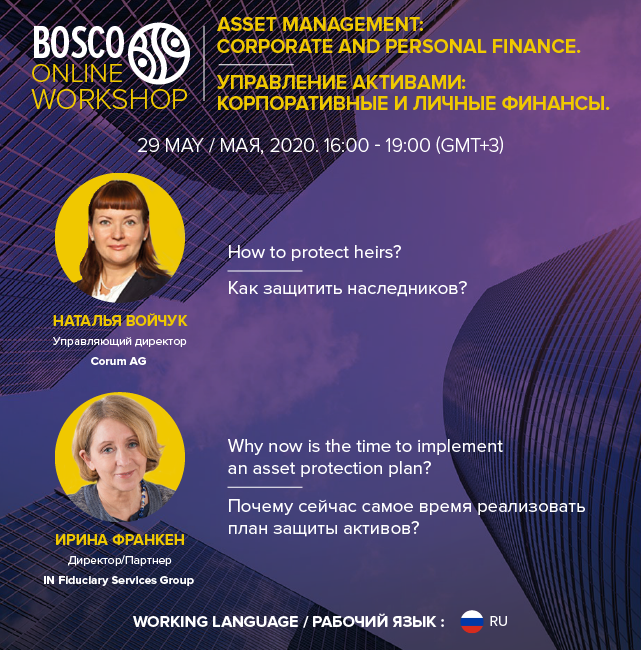 BOSCO
ONLINE
WORKSHOP
ASSET MANAGEMENT:
CORPORATE AND PERSONAL FINANCE.
УПРАВЛЕНИЕ АКТИВАМИ:
КОРПОРАТИВНЫЕ И ЛИЧНЫЕ ФИНАНСЫ.
29 MAY / МАЯ, 2020. 16:00 - 19:00 (GMT+3)
НАТАЛЬЯ ВОЙЧУК
Управляющий директор
Corum AG
How to protect heirs?
Как защитить наследников?
ИРИНА ФРАНКЕН
Директор/Партнер
IN Fiduciary Services Group
Why now is the time to implement
an asset protection plan?
Почему сейчас самое время реализовать
план защиты активов?
WORKING LANGUAGE / РАБОЧИЙ ЯЗЫК : RU